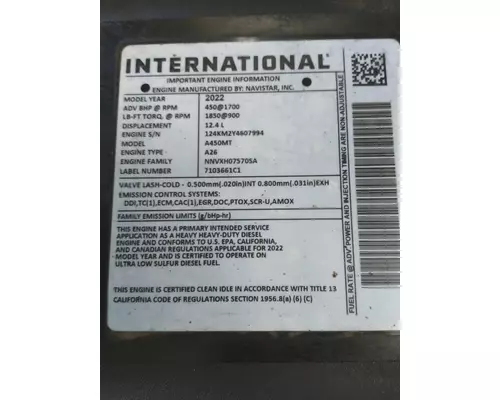 INTERNATIONAL®
IMPORTANT ENGINE INFORMATION
ENGINE MANUFACTURED BY: NAVISTAR, INC.
MODEL YEAR 2022
ADV BHP @ RPM 450@1700
LB-FT TORQ. @ RPM 1850@900
DISPLACEMENT 12.4 L
ENGINE S/N 124KM2Y4607994
MODEL A450MT
ENGINE TYPE A26
ENGINE FAMILY NNVXH075705A
LABEL NUMBER 7103661C1
VALVE LASH-COLD - 0.500mm(.020in)INT 0.800mm(.031in)EXH
EMISSION CONTROL SYSTEMS:
DDI,TC(1),ECM,CAC(1),EGR,DOC,PTOX,SCR-U,AMOX
FAMILY EMISSION LIMITS (g/bHp-hr)
THIS ENGINE HAS A PRIMARY INTENDED SERVICE
APPLICATION AS A HEAVY HEAVY-DUTY DIESEL
ENGINE AND CONFORMS TO U.S. EPA, CALIFORNIA,
AND CANADIAN REGULATIONS APPLICABLE FOR 2022
MODEL YEAR AND IS CERTIFIED TO OPERATE ON
ULTRA LOW SULFUR DIESEL FUEL.
THIS ENGINE IS CERTIFIED CLEAN IDLE IN ACCORDANCE WITH TITLE 13
CALIFORNIA CODE OF REGULATIONS SECTION 1956.8(a) (6) (C)
FUEL RATE @ ADV. POWER AND INJECTION TIMING ARE NON-ADJUSTABLE